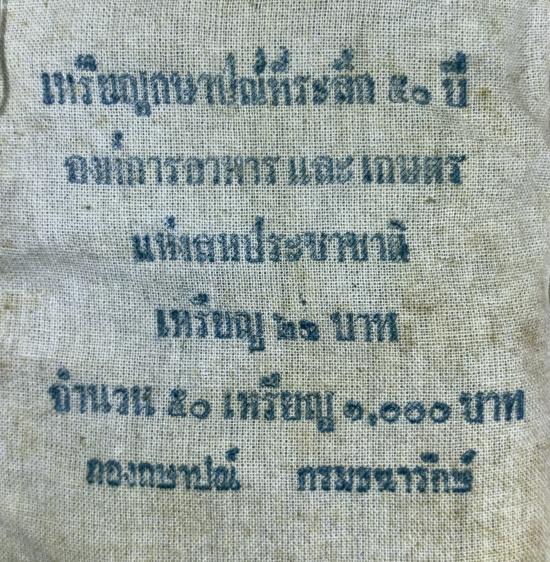 เหรียญกษาปณ์ที่ระลึก ๕๐ ปี
องค์การอาหาร และ เกษตร
แห่งสหประชาชาติ
เหรียญ ๒๐ บาท
จำนวน ๕๐ เหรียญ ๑,๐๐๐ บาท
กองกษาปณ์ กรมธนารักษ์